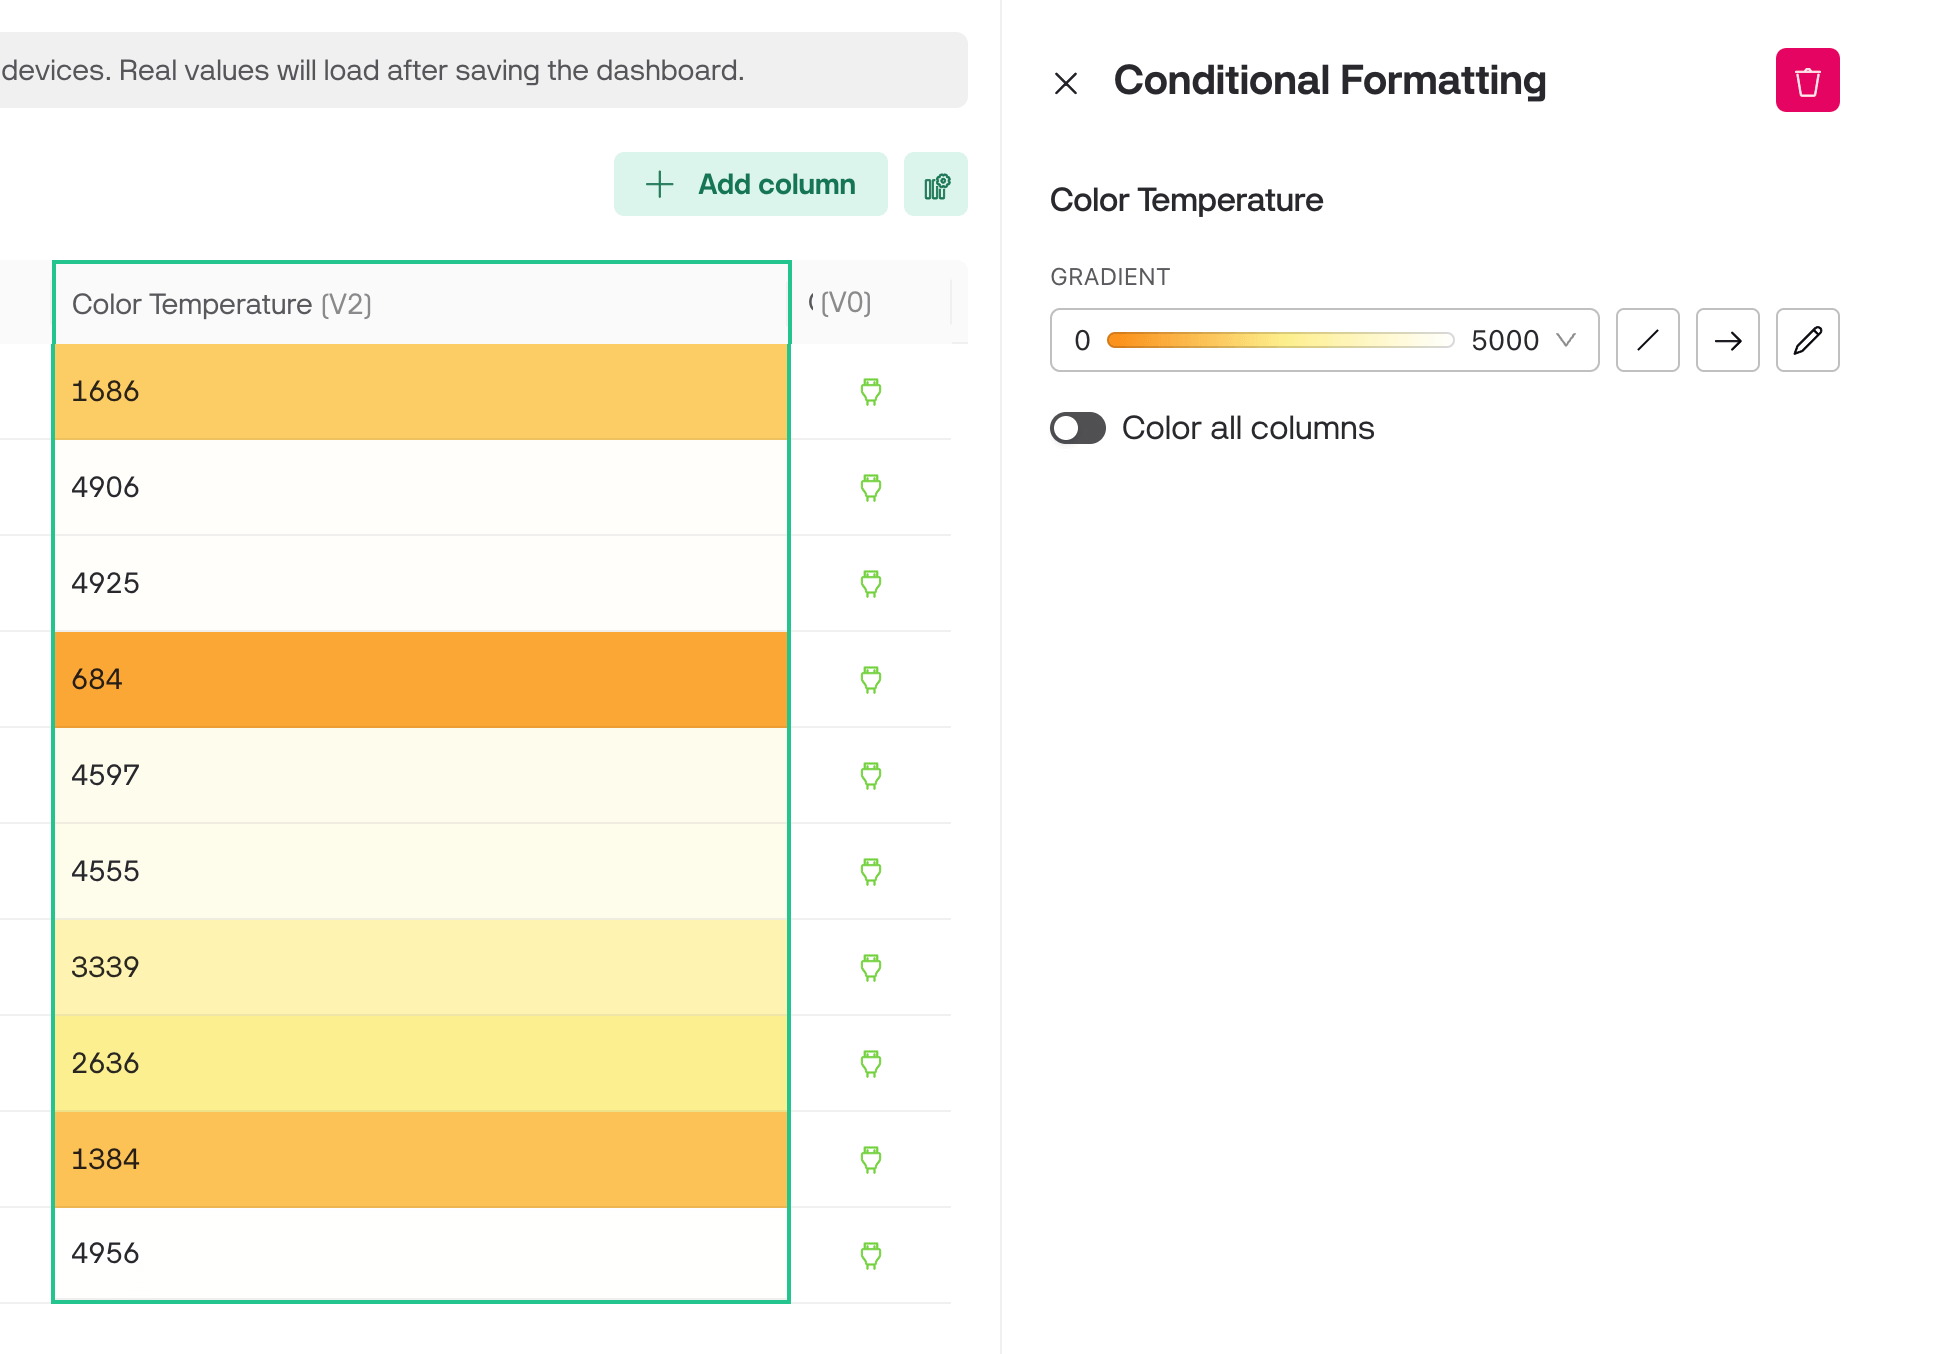 devices. Real values will load after saving the dashboard.
Add column
Color Temperature (V2)
(V0)
1686
4906
4925
684
4597
4555
3339
2636
1384
4956
Conditional Formatting
Color Temperature
GRADIENT
0 5000
Color all columns